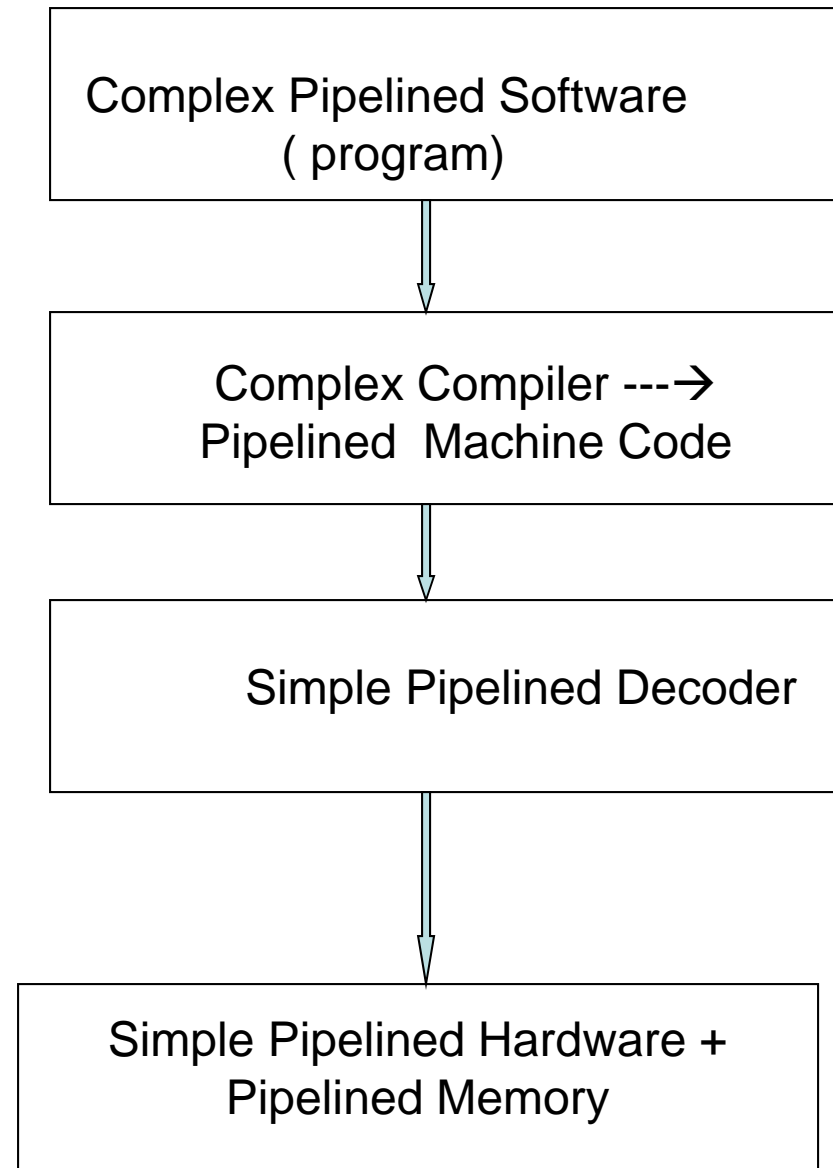 Complex Pipelined Software
( program)
Complex Compiler ---→
Pipelined Machine Code
Simple Pipelined Decoder
Simple Pipelined Hardware +
Pipelined Memory